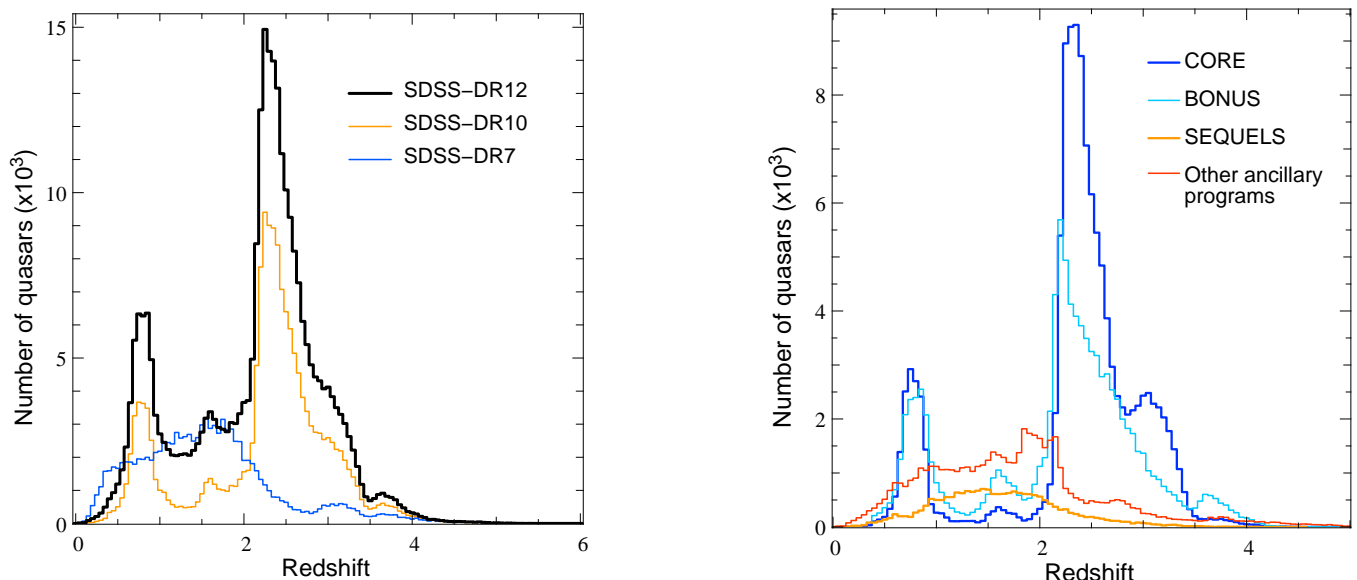 15
10
5
0
0
2
4
6
Number of quasars (x10³)
Redshift
SDSS−DR12
SDSS−DR10
SDSS−DR7
8
6
4
2
0
0
2
4
Number of quasars (x10³)
Redshift
CORE
BONUS
SEQUELS
Other ancillary
programs